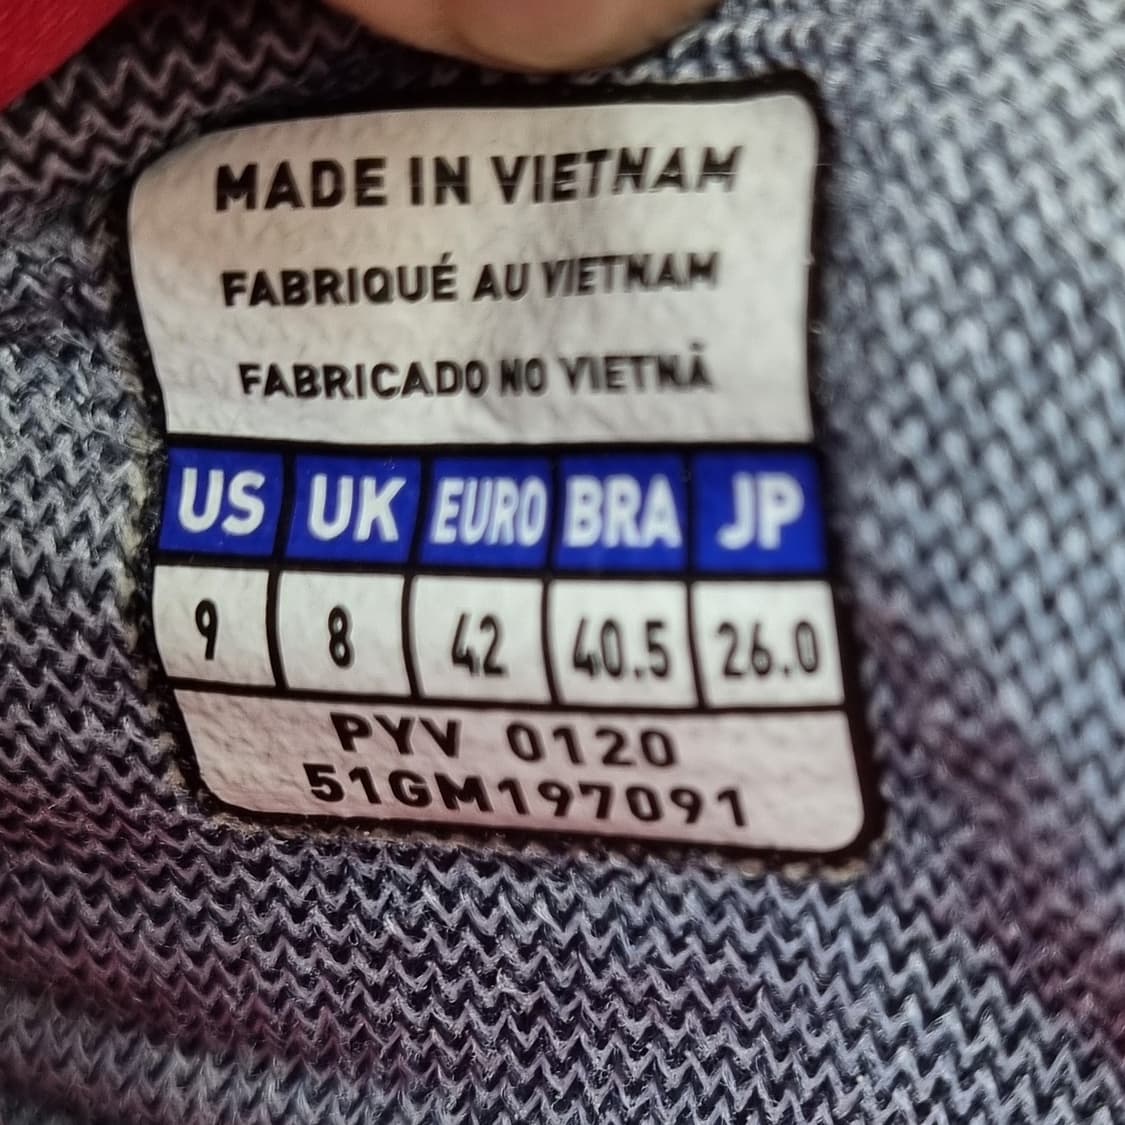 MADE IN VIETNAM
FABRIQUÉ AU VIETNAM
FABRICADO NO VIETNÃ
US UK EURO BRA JP
9 8 42 40.5 26.0
PYV 0120
51GM197091